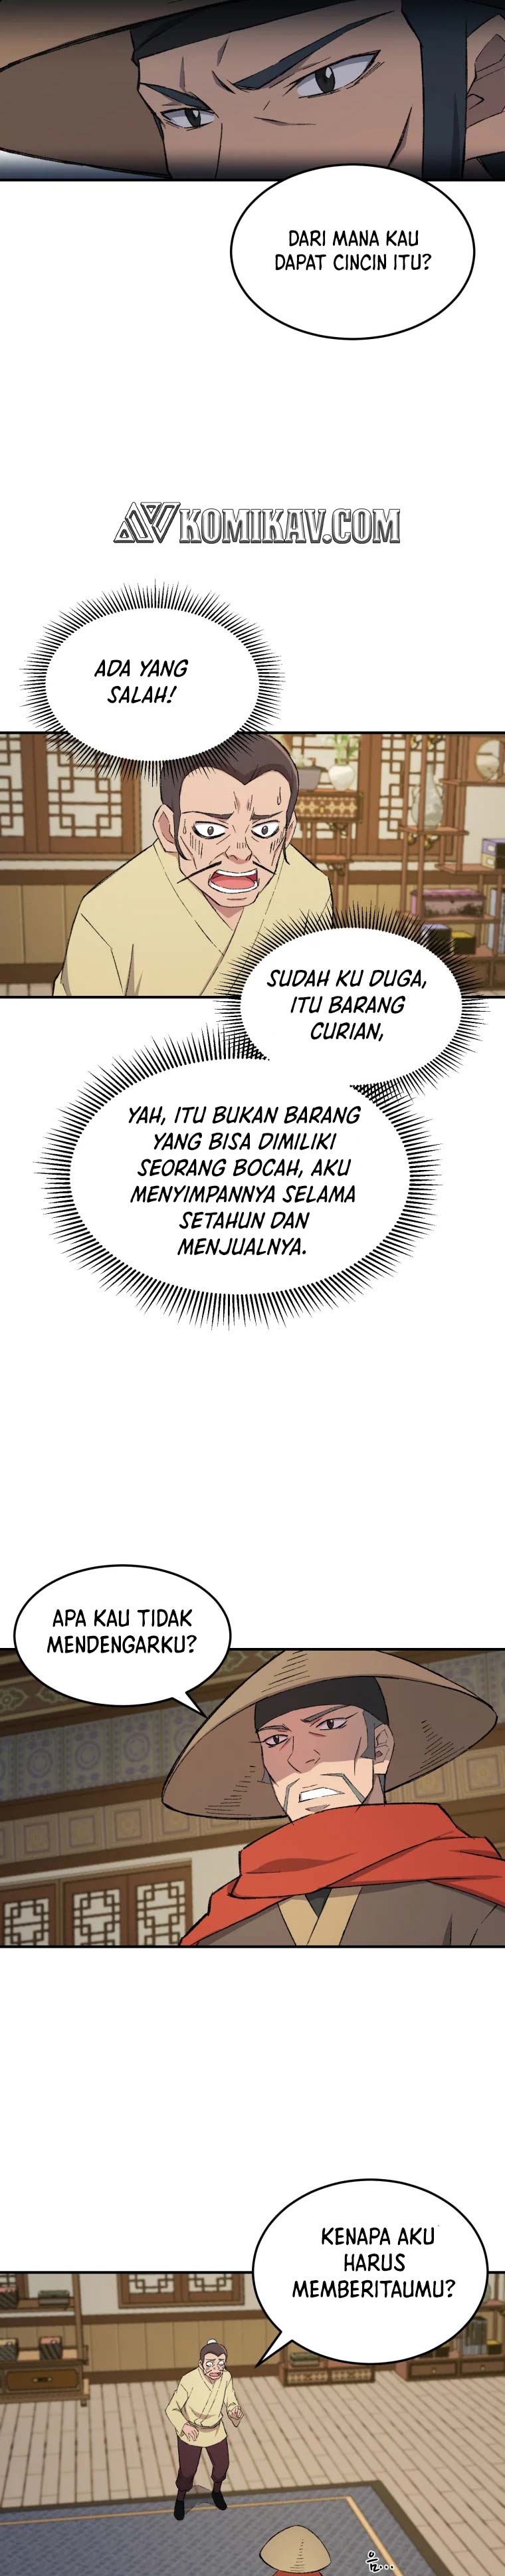 DARI MANA KAU
DAPAT CINCIN ITU?
KOMIKAV.COM
ADA YANG
SALAH!
SUDAH KU DUGA,
ITU BARANG
CURIAN,
YAH, ITU BUKAN BARANG
YANG BISA DIMILIKI
SEORANG BOCAH, AKU
MENYIMPANNYA SELAMA
SETAHUN DAN
MENJUALNYA.
APA KAU TIDAK
MENDENGARKU?
KENAPA AKU
HARUS
MEMBERITAUMU?
음...